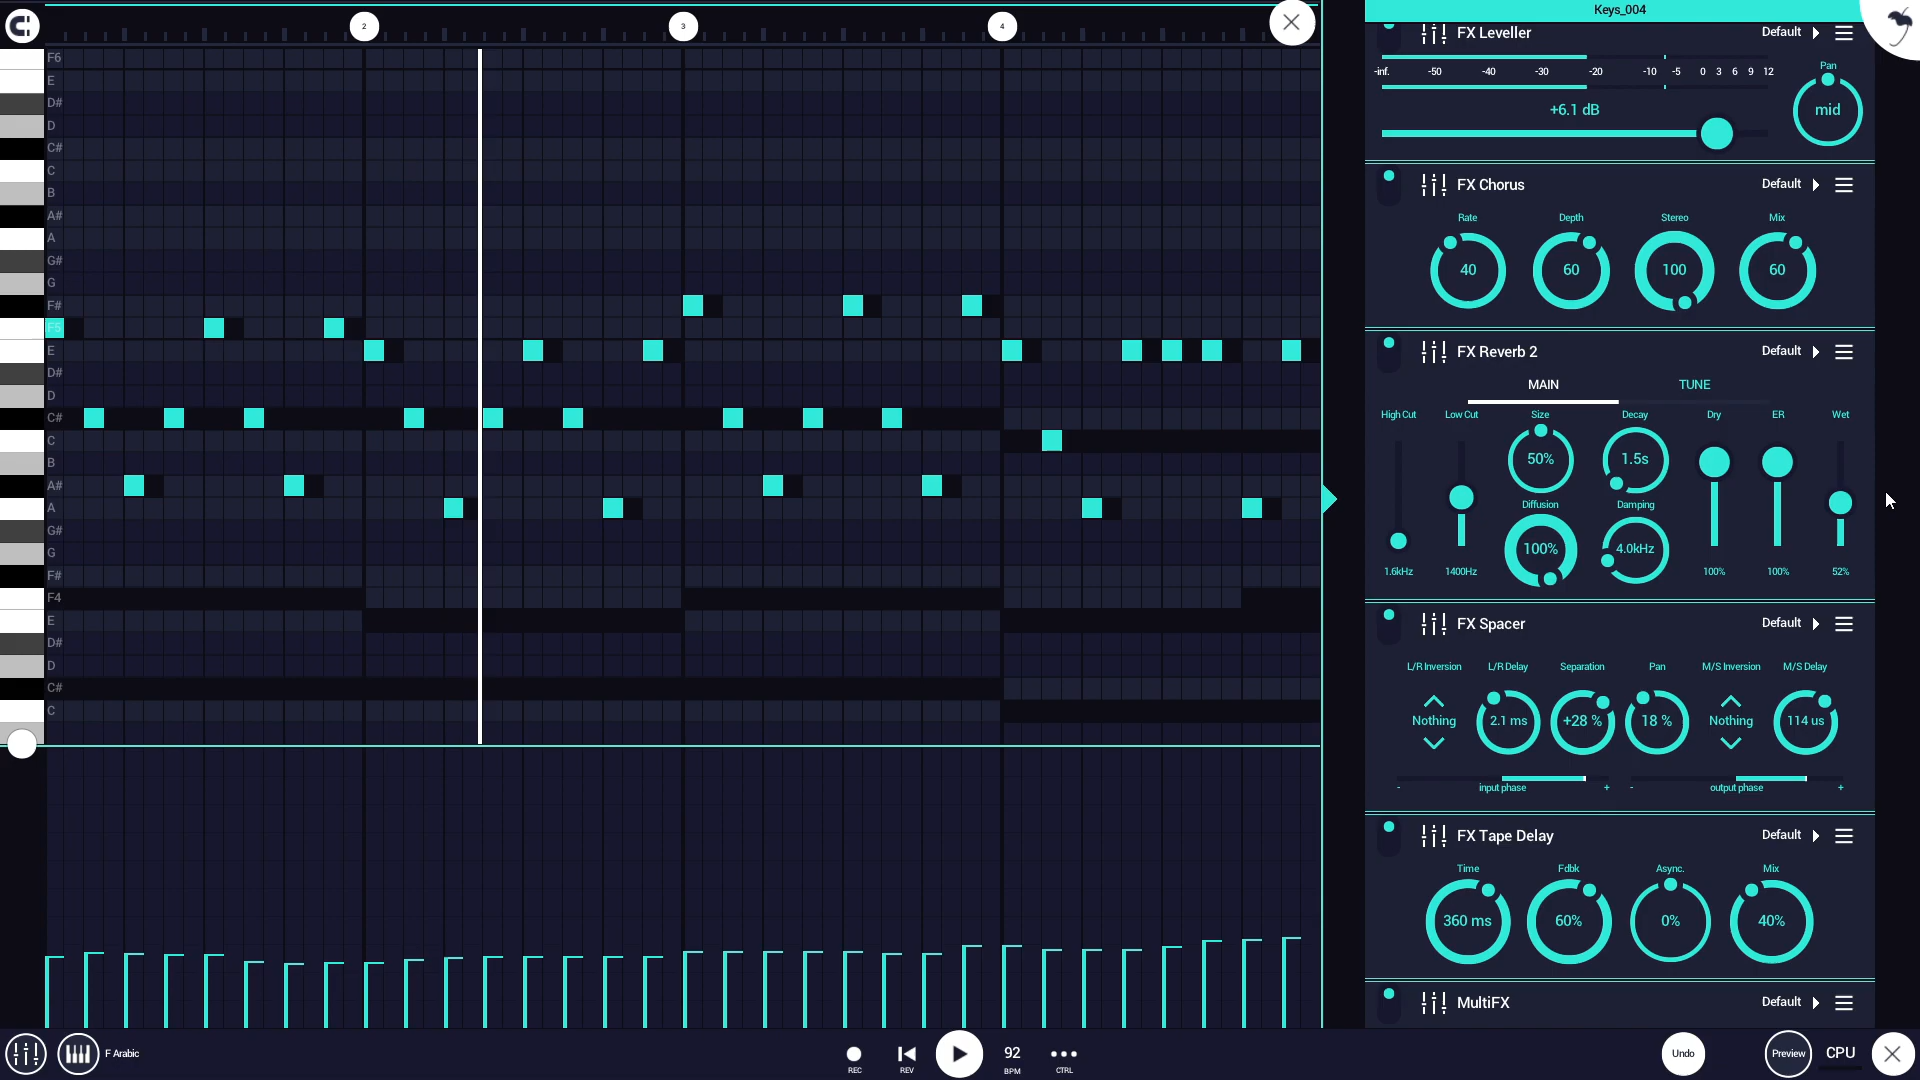 Keys_004
2
3
4
F6
E
D#
D
C#
C
B
A#
A
G#
G
F#
F5
E
D#
D
C#
C
B
A#
A
G#
G
F#
F4
E
D#
D
C#
C
FX Leveller
Default
-inf.
-50
-40
-30
-20
-10
-5
0
3
6
9
12
Pan
+6.1 dB
mid
FX Chorus
Default
Rate
Depth
Stereo
Mix
40
60
100
60
FX Reverb 2
Default
MAIN
TUNE
High Cut
Low Cut
Size
Decay
Dry
ER
Wet
50%
1.5s
Diffusion
Damping
100%
4.0kHz
1.6kHz
1400Hz
100%
100%
52%
FX Spacer
Default
L/R Inversion
L/R Delay
Separation
Pan
M/S Inversion
M/S Delay
Nothing
2.1 ms
+28 %
18 %
Nothing
114 us
-
input phase
+
-
output phase
+
FX Tape Delay
Default
Time
Fdbk
Async.
Mix
360 ms
60%
0%
40%
MultiFX
Default
F Arabic
REC
REV
92
BPM
CTRL
Undo
Preview
CPU